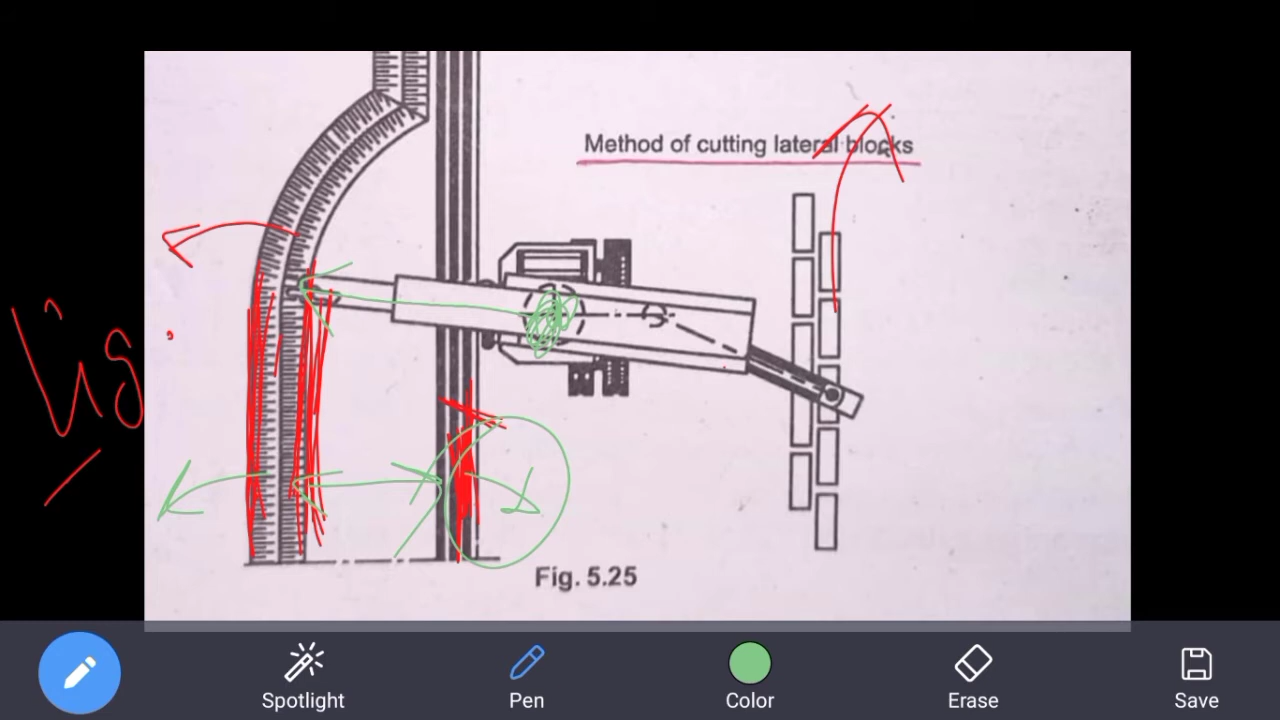 Method of cutting lateral blocks
Fig. 5.25
Spotlight
Pen
Color
Erase
Save